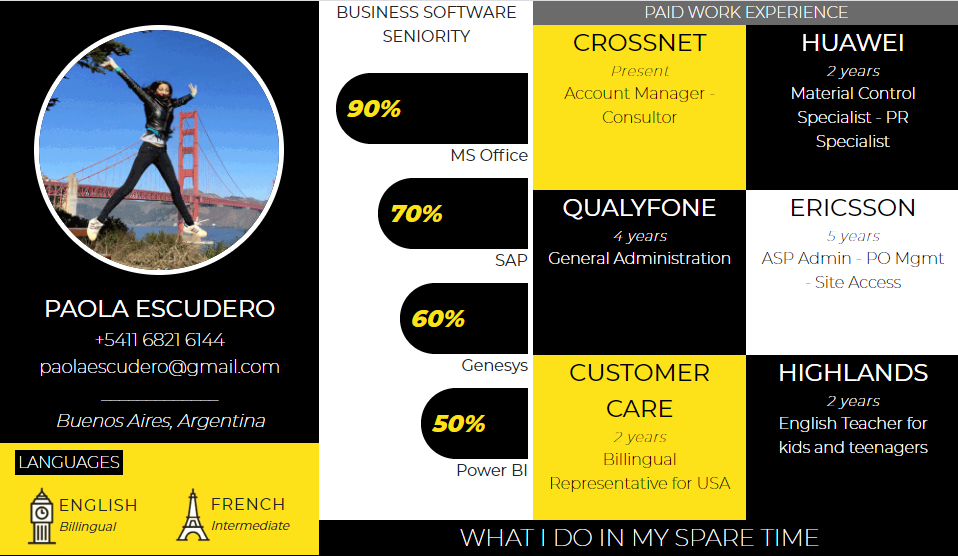 PAOLA ESCUDERO
+5411 6821 6144
paolaescudero@gmail.com
Buenos Aires, Argentina
LANGUAGES
ENGLISH
Billingual
FRENCH
Intermediate
BUSINESS SOFTWARE
SENIORITY
90%
MS Office
70%
SAP
60%
Genesys
50%
Power BI
PAID WORK EXPERIENCE
CROSSNET
Present
Account Manager -
Consultor
HUAWEI
2 years
Material Control
Specialist - PR
Specialist
QUALYFONE
4 years
General Administration
ERICSSON
5 years
ASP Admin - PO Mgmt
- Site Access
CUSTOMER
CARE
2 years
Billingual
Representative for USA
HIGHLANDS
2 years
English Teacher for
kids and teenagers
WHAT I DO IN MY SPARE TIME